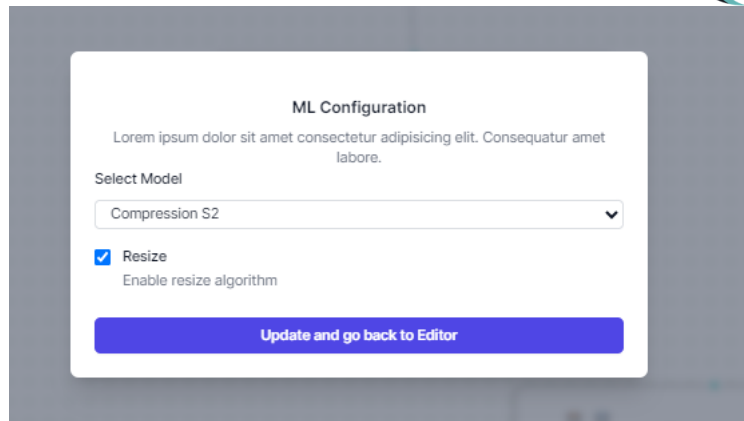 ML Configuration
Lorem ipsum dolor sit amet consectetur adipisicing elit. Consequatur amet
labore.
Select Model
Compression S2
Resize
Enable resize algorithm
Update and go back to Editor